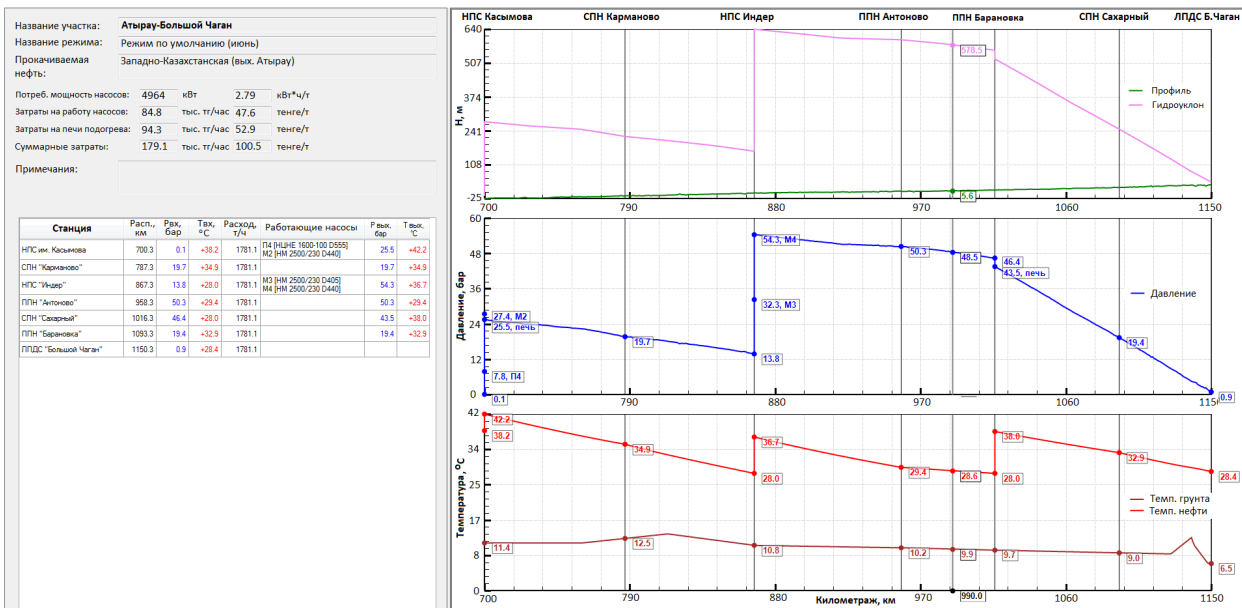 Название участка: Атырау-Большой Чаган
Название режима: Режим по умолчанию (июнь)
Прокачиваемая нефть: Западно-Казахстанская (вых. Атырау)
Потреб. мощность насосов: 4964 кВт 2.79 кВт*ч/т
Затраты на работу насосов: 84.8 тыс. тг/час 47.6 тенге/т
Затраты на печи подогрева: 94.3 тыс. тг/час 52.9 тенге/т
Суммарные затраты: 179.1 тыс. тг/час 100.5 тенге/т
Примечания:
Станция Расп., км Рвх, бар Твх, °С Расход, т/ч Работающие насосы Р вых, бар Т вых, °С
НПС им. Касымова 700.3 0.1 +38.2 1781.1 П4 [НЦНЕ 1600-100 D555] М2 [НМ 2500/230 D440] 25.5 +42.2
СПН "Карманово" 787.3 19.7 +34.9 1781.1 19.7 +34.9
НПС "Индер" 867.3 13.8 +28.0 1781.1 М3 [НМ 2500/230 D405] М4 [НМ 2500/230 D440] 54.3 +36.7
ППН "Антоново" 958.3 50.3 +29.4 1781.1 50.3 +29.4
СПН "Сахарный" 1016.3 46.4 +28.0 1781.1 43.5 +38.0
ППН "Барановка" 1093.3 19.4 +32.9 1781.1 19.4 +32.9
ЛПДС "Большой Чаган" 1150.3 0.9 +28.4 1781.1
НПС Касымова СПН Карманово НПС Индер ППН Антоново ППН Барановка СПН Сахарный ЛПДС Б.Чаган
Н, м
640
507
374
241
108
-25
578.5
5.6
Профиль
Гидроуклон
700 790 880 970 1060 1150
Давление, бар
60
48
36
24
12
0
27.4, М2
25.5, печь
7.8, П4
0.1
19.7
54.3, М4
32.3, М3
13.8
50.3
48.5
46.4
43.5, печь
19.4
0.9
Давление
790 880 970 1060 1150
Температура, °С
42
34
25
17
8
0
42.2
38.2
34.9
36.7
28.0
29.4
28.6
38.0
28.0
32.9
28.4
Темп. грунта
Темп. нефти
11.4
12.5
10.8
10.2
9.9
9.7
9.0
6.5
990.0
700 790 880 970 1060 1150
Километраж, км